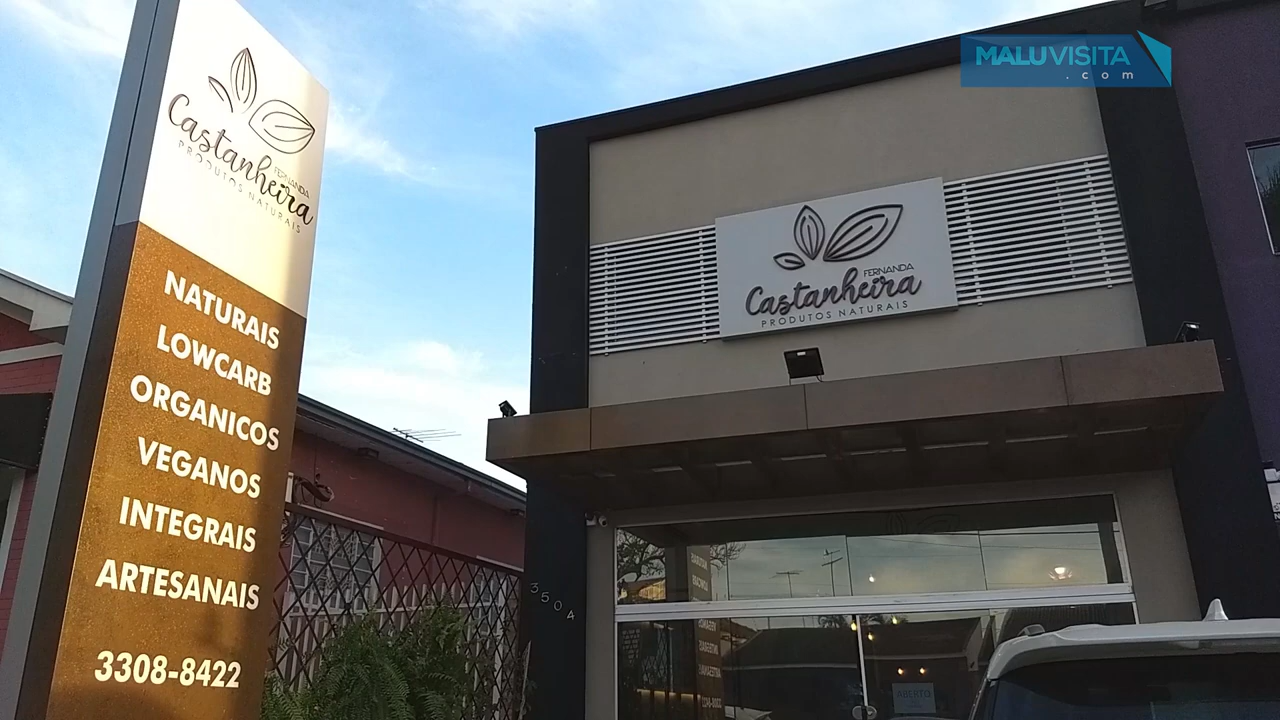 FERNANDA
Castanheira
PRODUTOS NATURAIS
NATURAIS
LOWCARB
ORGANICOS
VEGANOS
INTEGRAIS
ARTESANAIS
3308-8422
MALUVISITA
.com
FERNANDA
Castanheira
PRODUTOS NATURAIS
3504
ABERTO